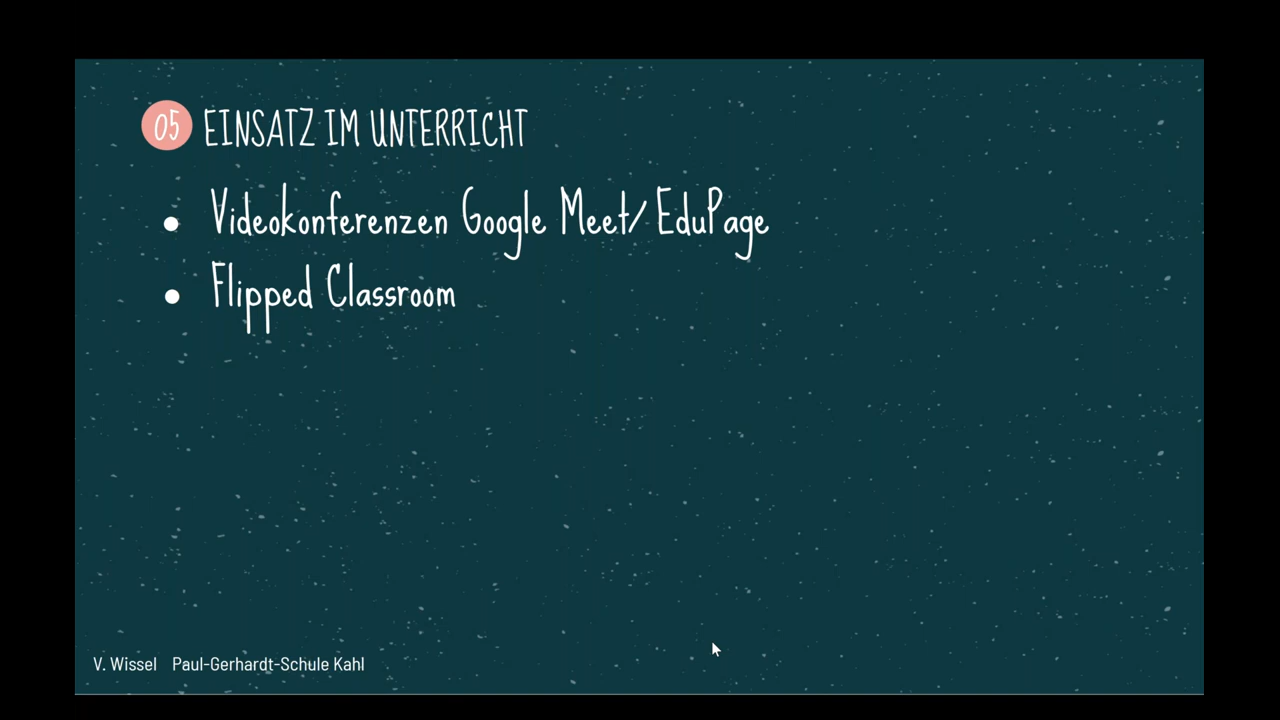 05 EINSATZ IM UNTERRICHT
• Videokonferenzen Google Meet/ EduPage
• Flipped Classroom
V. Wissel Paul-Gerhardt-Schule Kahl